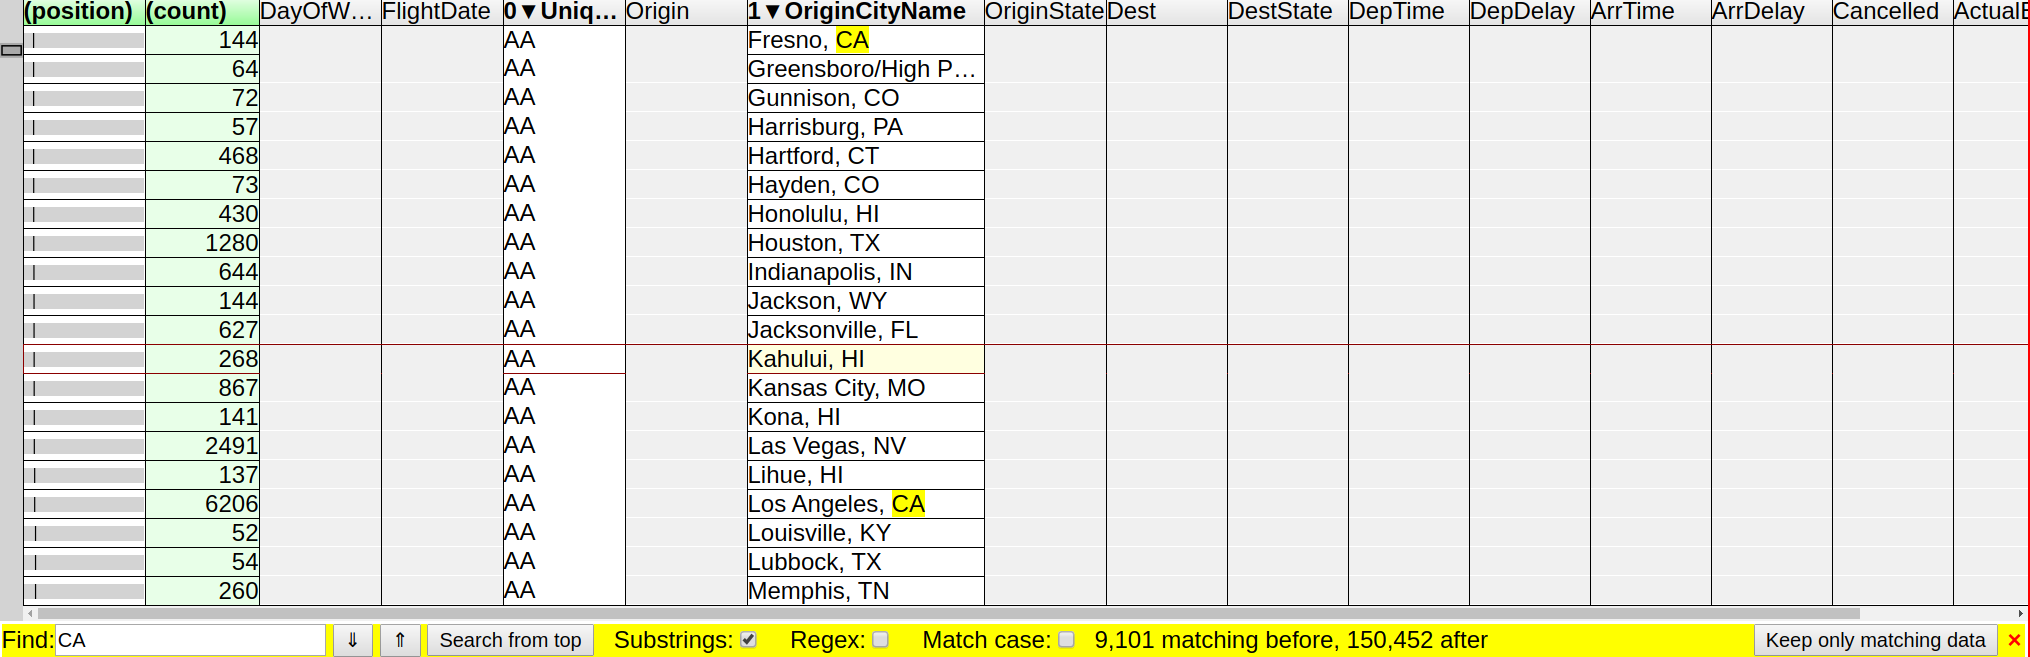 (position) (count) DayOfW… FlightDate 0▼Uniq… Origin 1▼OriginCityName OriginState Dest DestState DepTime DepDelay ArrTime ArrDelay Cancelled ActualE
144 AA Fresno, CA
64 AA Greensboro/High P…
72 AA Gunnison, CO
57 AA Harrisburg, PA
468 AA Hartford, CT
73 AA Hayden, CO
430 AA Honolulu, HI
1280 AA Houston, TX
644 AA Indianapolis, IN
144 AA Jackson, WY
627 AA Jacksonville, FL
268 AA Kahului, HI
867 AA Kansas City, MO
141 AA Kona, HI
2491 AA Las Vegas, NV
137 AA Lihue, HI
6206 AA Los Angeles, CA
52 AA Louisville, KY
54 AA Lubbock, TX
260 AA Memphis, TN
Find: CA ⇓ ⇑ Search from top Substrings: Regex: Match case: 9,101 matching before, 150,452 after Keep only matching data ×